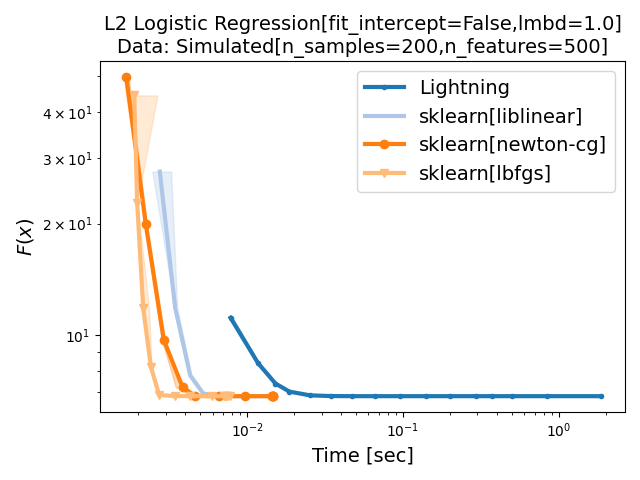 L2 Logistic Regression[fit_intercept=False,lmbd=1.0]
Data: Simulated[n_samples=200,n_features=500]
Lightning
sklearn[liblinear]
sklearn[newton-cg]
sklearn[lbfgs]
4 × 10¹
3 × 10¹
2 × 10¹
10¹
F(x)
10⁻² 10⁻¹ 10⁰
Time [sec]